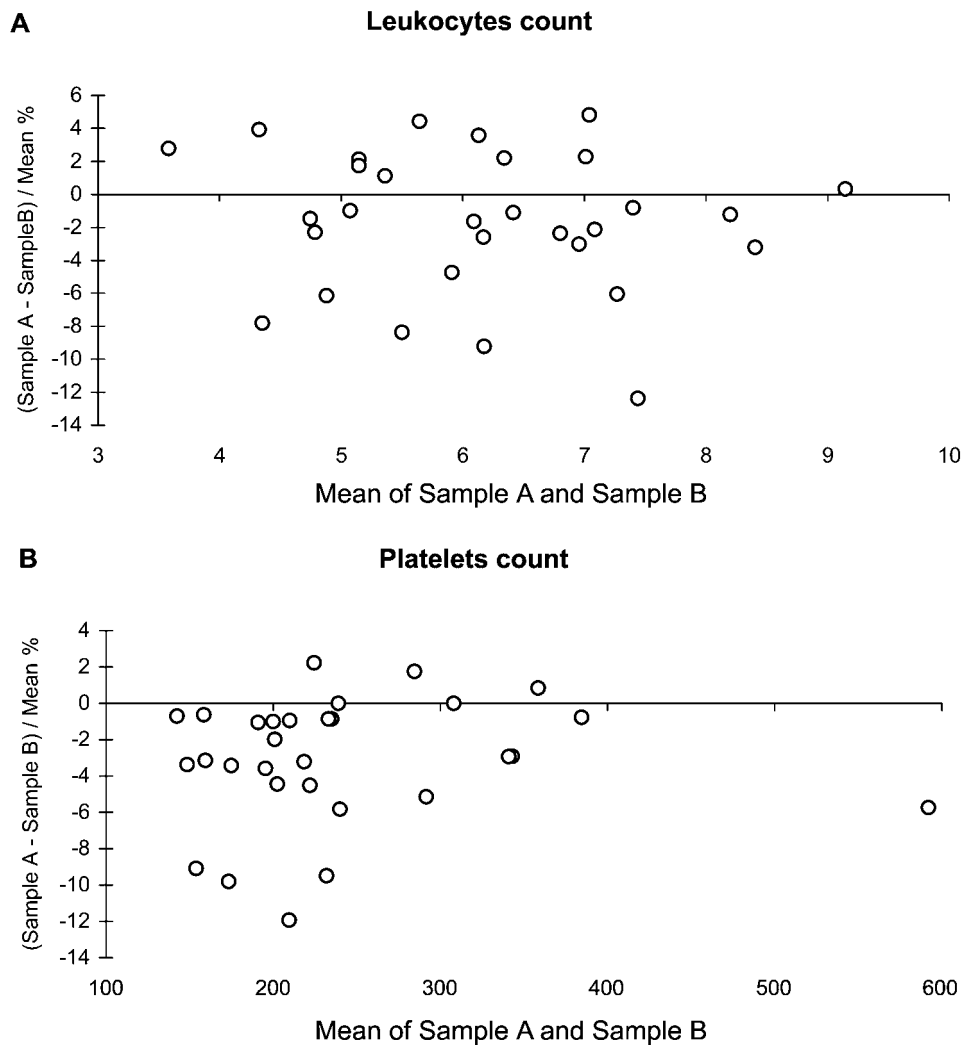 A
Leukocytes count
(Sample A - SampleB) / Mean %
6
4
2
0
-2
-4
-6
-8
-10
-12
-14
3 4 5 6 7 8 9 10
Mean of Sample A and Sample B
B
Platelets count
(Sample A - Sample B) / Mean %
4
2
0
-2
-4
-6
-8
-10
-12
-14
100 200 300 400 500 600
Mean of Sample A and Sample B